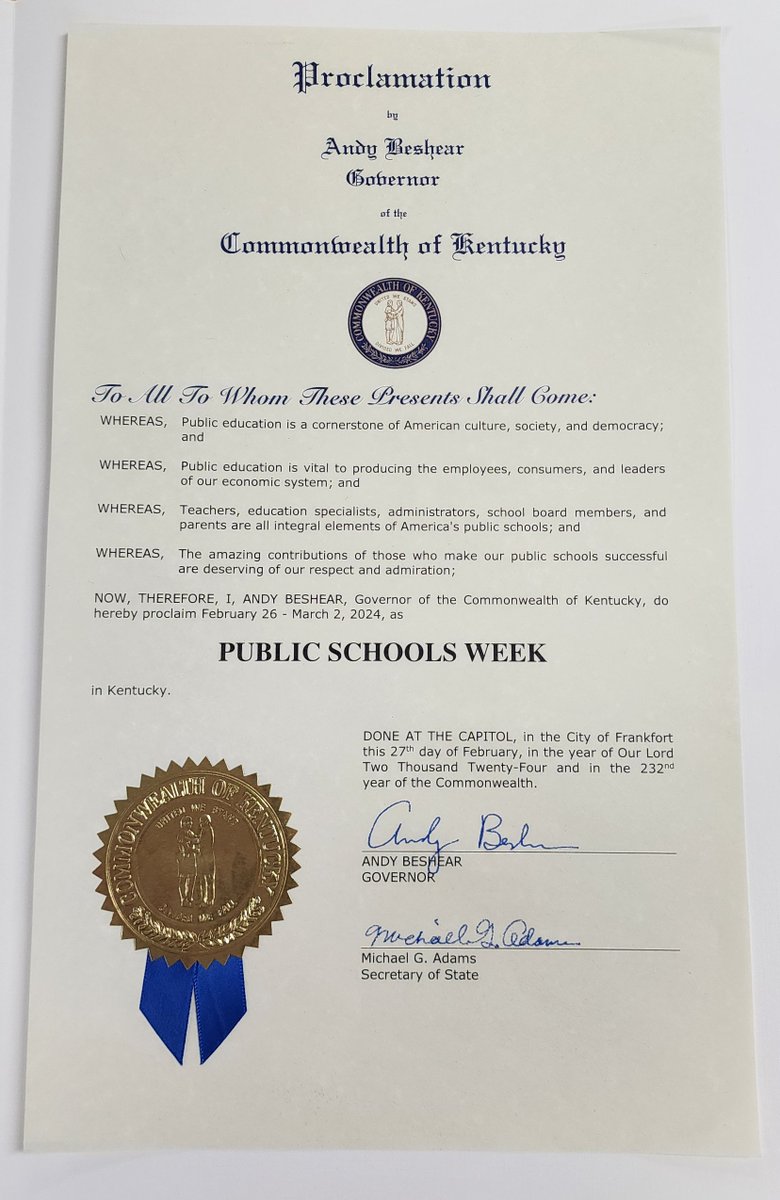 Proclamation
by
Andy Beshear
Governor
of the
Commonwealth of Kentucky
COMMONWEALTH OF KENTUCKY
UNITED WE STAND
DIVIDED WE FALL
To All To Whom These Presents Shall Come:
WHEREAS, Public education is a cornerstone of American culture, society, and democracy;
and
WHEREAS, Public education is vital to producing the employees, consumers, and leaders
of our economic system; and
WHEREAS, Teachers, education specialists, administrators, school board members, and
parents are all integral elements of America's public schools; and
WHEREAS, The amazing contributions of those who make our public schools successful
are deserving of our respect and admiration;
NOW, THEREFORE, I, ANDY BESHEAR, Governor of the Commonwealth of Kentucky, do
hereby proclaim February 26 - March 2, 2024, as
PUBLIC SCHOOLS WEEK
in Kentucky.
DONE AT THE CAPITOL, in the City of Frankfort
this 27th day of February, in the year of Our Lord
Two Thousand Twenty-Four and in the 232nd
year of the Commonwealth.
Andy Beshear
ANDY BESHEAR
GOVERNOR
Michael G. Adams
Michael G. Adams
Secretary of State
COMMONWEALTH OF KENTUCKY
UNITED WE STAND
DIVIDED WE FALL